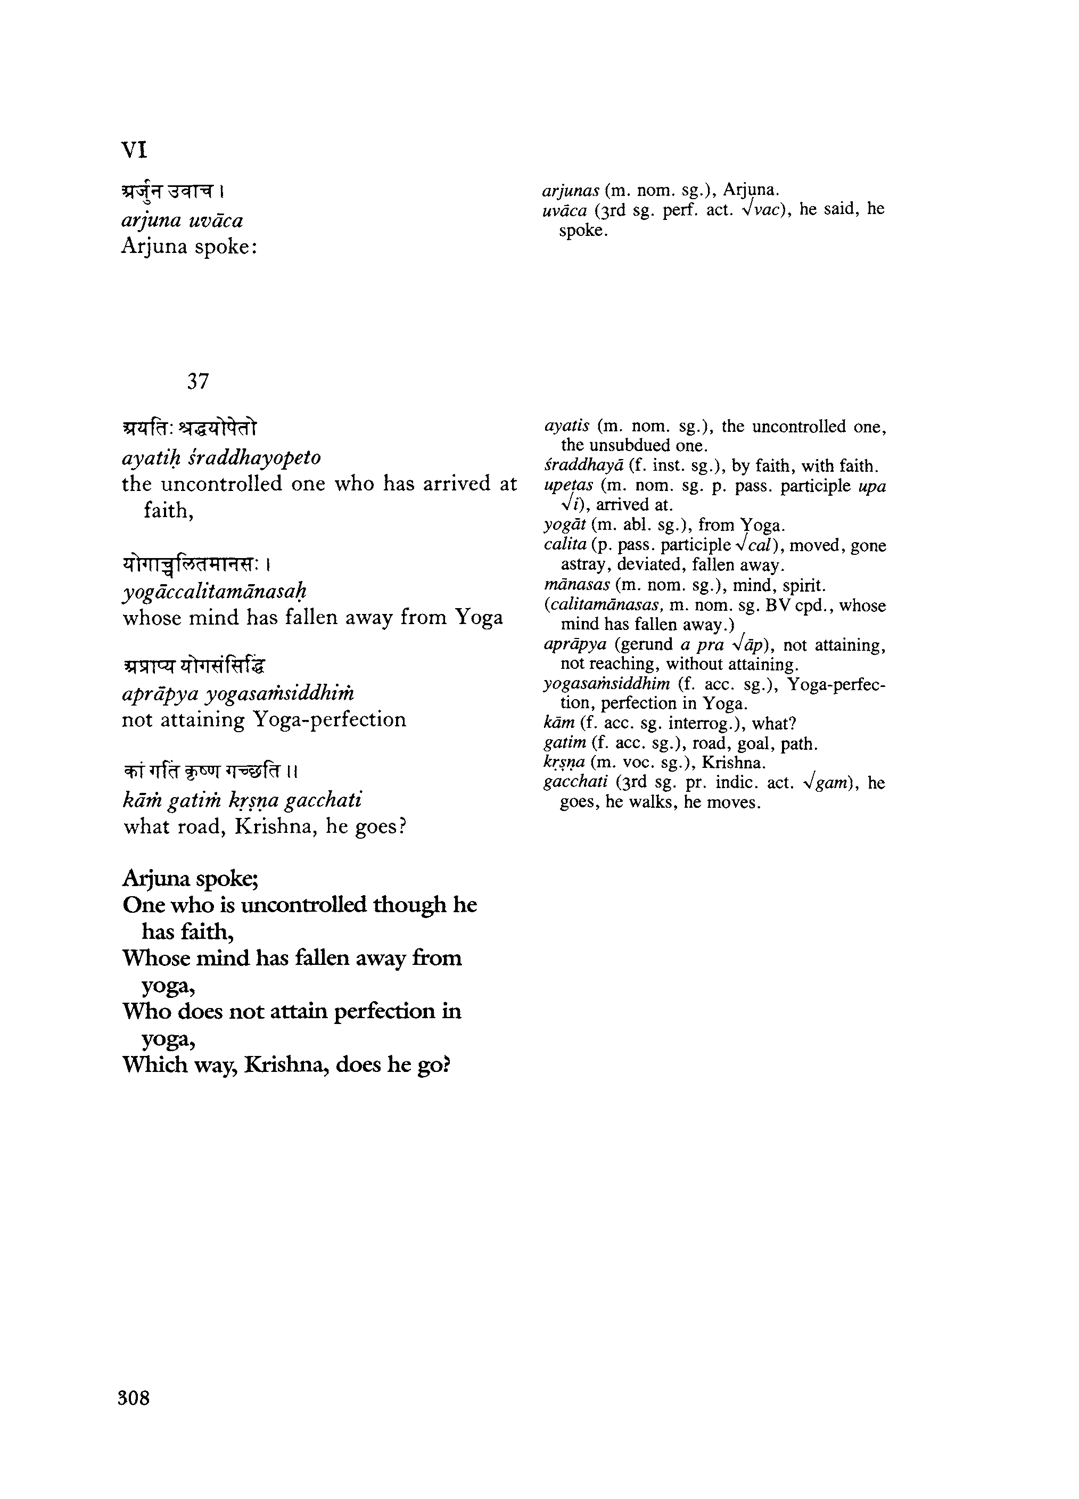 VI
अर्जुन उवाच ।
arjuna uvāca
Arjuna spoke:
arjunas (m. nom. sg.), Arjuna.
uvāca (3rd sg. perf. act. √vac), he said, he
spoke.
37
अयतिः श्रद्धयोपेतो
ayatiḥ śraddhayopeto
the uncontrolled one who has arrived at
faith,
योगाच्चलितमानसः ।
yogāccalitamānasaḥ
whose mind has fallen away from Yoga
अप्राप्य योगसंसिद्धिं
aprāpya yogasaṁsiddhiṁ
not attaining Yoga-perfection
कां गतिं कृष्ण गच्छति ।।
kāṁ gatiṁ kṛṣṇa gacchati
what road, Krishna, he goes?
Arjuna spoke;
One who is uncontrolled though he
has faith,
Whose mind has fallen away from
yoga,
Who does not attain perfection in
yoga,
Which way, Krishna, does he go?
ayatis (m. nom. sg.), the uncontrolled one,
the unsubdued one.
śraddhayā (f. inst. sg.), by faith, with faith.
upetas (m. nom. sg. p. pass. participle upa
√i), arrived at.
yogāt (m. abl. sg.), from Yoga.
calita (p. pass. participle √cal), moved, gone
astray, deviated, fallen away.
mānasas (m. nom. sg.), mind, spirit.
(calitamānasas, m. nom. sg. BV cpd., whose
mind has fallen away.)
aprāpya (gerund a pra √āp), not attaining,
not reaching, without attaining.
yogasaṁsiddhim (f. acc. sg.), Yoga-perfec-
tion, perfection in Yoga.
kām (f. acc. sg. interrog.), what?
gatim (f. acc. sg.), road, goal, path.
kṛṣṇa (m. voc. sg.), Krishna.
gacchati (3rd sg. pr. indic. act. √gam), he
goes, he walks, he moves.
308